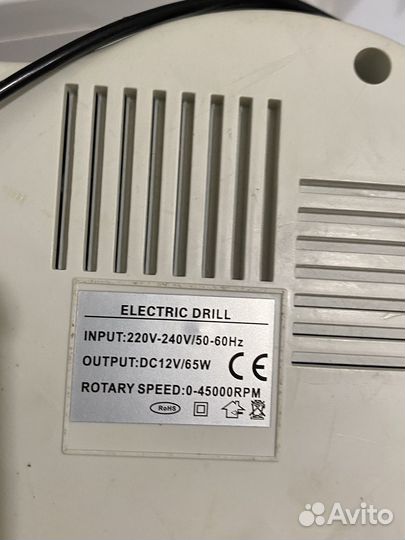 ELECTRIC DRILL
INPUT:220V-240V/50-60Hz
OUTPUT:DC12V/65W
CE
ROTARY SPEED:0-45000RPM
RoHS
Avito